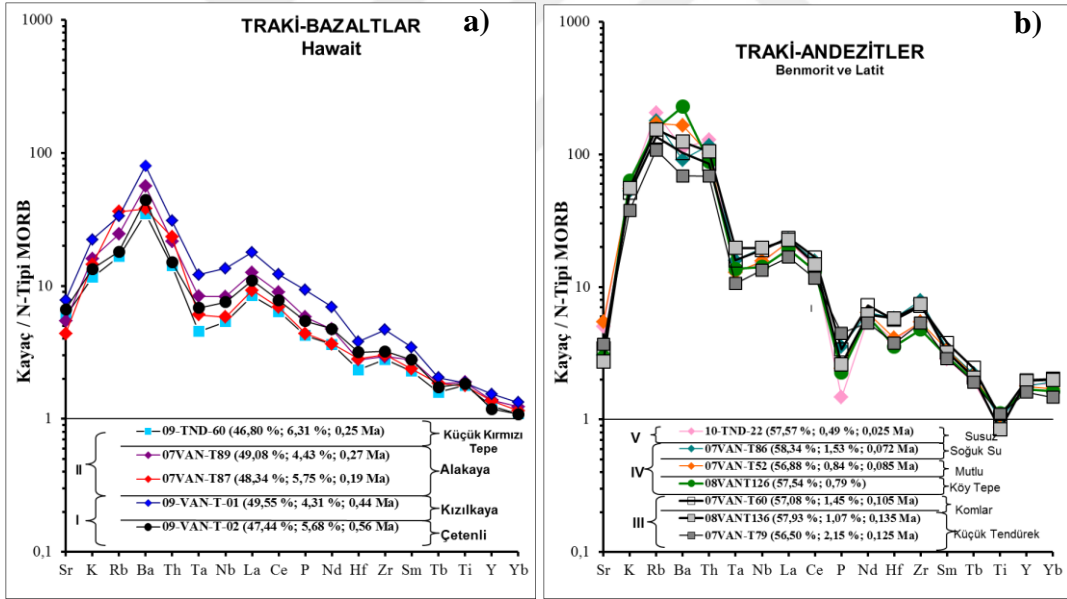 a)
TRAKİ-BAZALTLAR
Hawait
Kayaç / N-Tipi MORB
1000
100
10
1
0,1
II
I
09-TND-60 (46,80 %; 6,31 %; 0,25 Ma)
Küçük Kırmızı
Tepe
07VAN-T89 (49,08 %; 4,43 %; 0,27 Ma)
07VAN-T87 (48,34 %; 5,75 %; 0,19 Ma)
Alakaya
09-VAN-T-01 (49,55 %; 4,31 %; 0,44 Ma)
Kızılkaya
09-VAN-T-02 (47,44 %; 5,68 %; 0,56 Ma)
Çetenli
Sr K Rb Ba Th Ta Nb La Ce P Nd Hf Zr Sm Tb Ti Y Yb
b)
TRAKİ-ANDEZİTLER
Benmorit ve Latit
Kayaç / N-Tipi MORB
1000
100
10
1
0,1
V
IV
III
10-TND-22 (57,57 %; 0,49 %; 0,025 Ma)
Susuz
07VAN-T86 (58,34 %; 1,53 %; 0,072 Ma)
Soğuk Su
07VAN-T52 (56,88 %; 0,84 %; 0,085 Ma)
Mutlu
08VANT126 (57,54 %; 0,79 %)
Köy Tepe
07VAN-T60 (57,08 %; 1,45 %; 0,105 Ma)
Komlar
08VANT136 (57,93 %; 1,07 %; 0,135 Ma)
07VAN-T79 (56,50 %; 2,15 %; 0,125 Ma)
Küçük Tendürek
Sr K Rb Ba Th Ta Nb La Ce P Nd Hf Zr Sm Tb Ti Y Yb